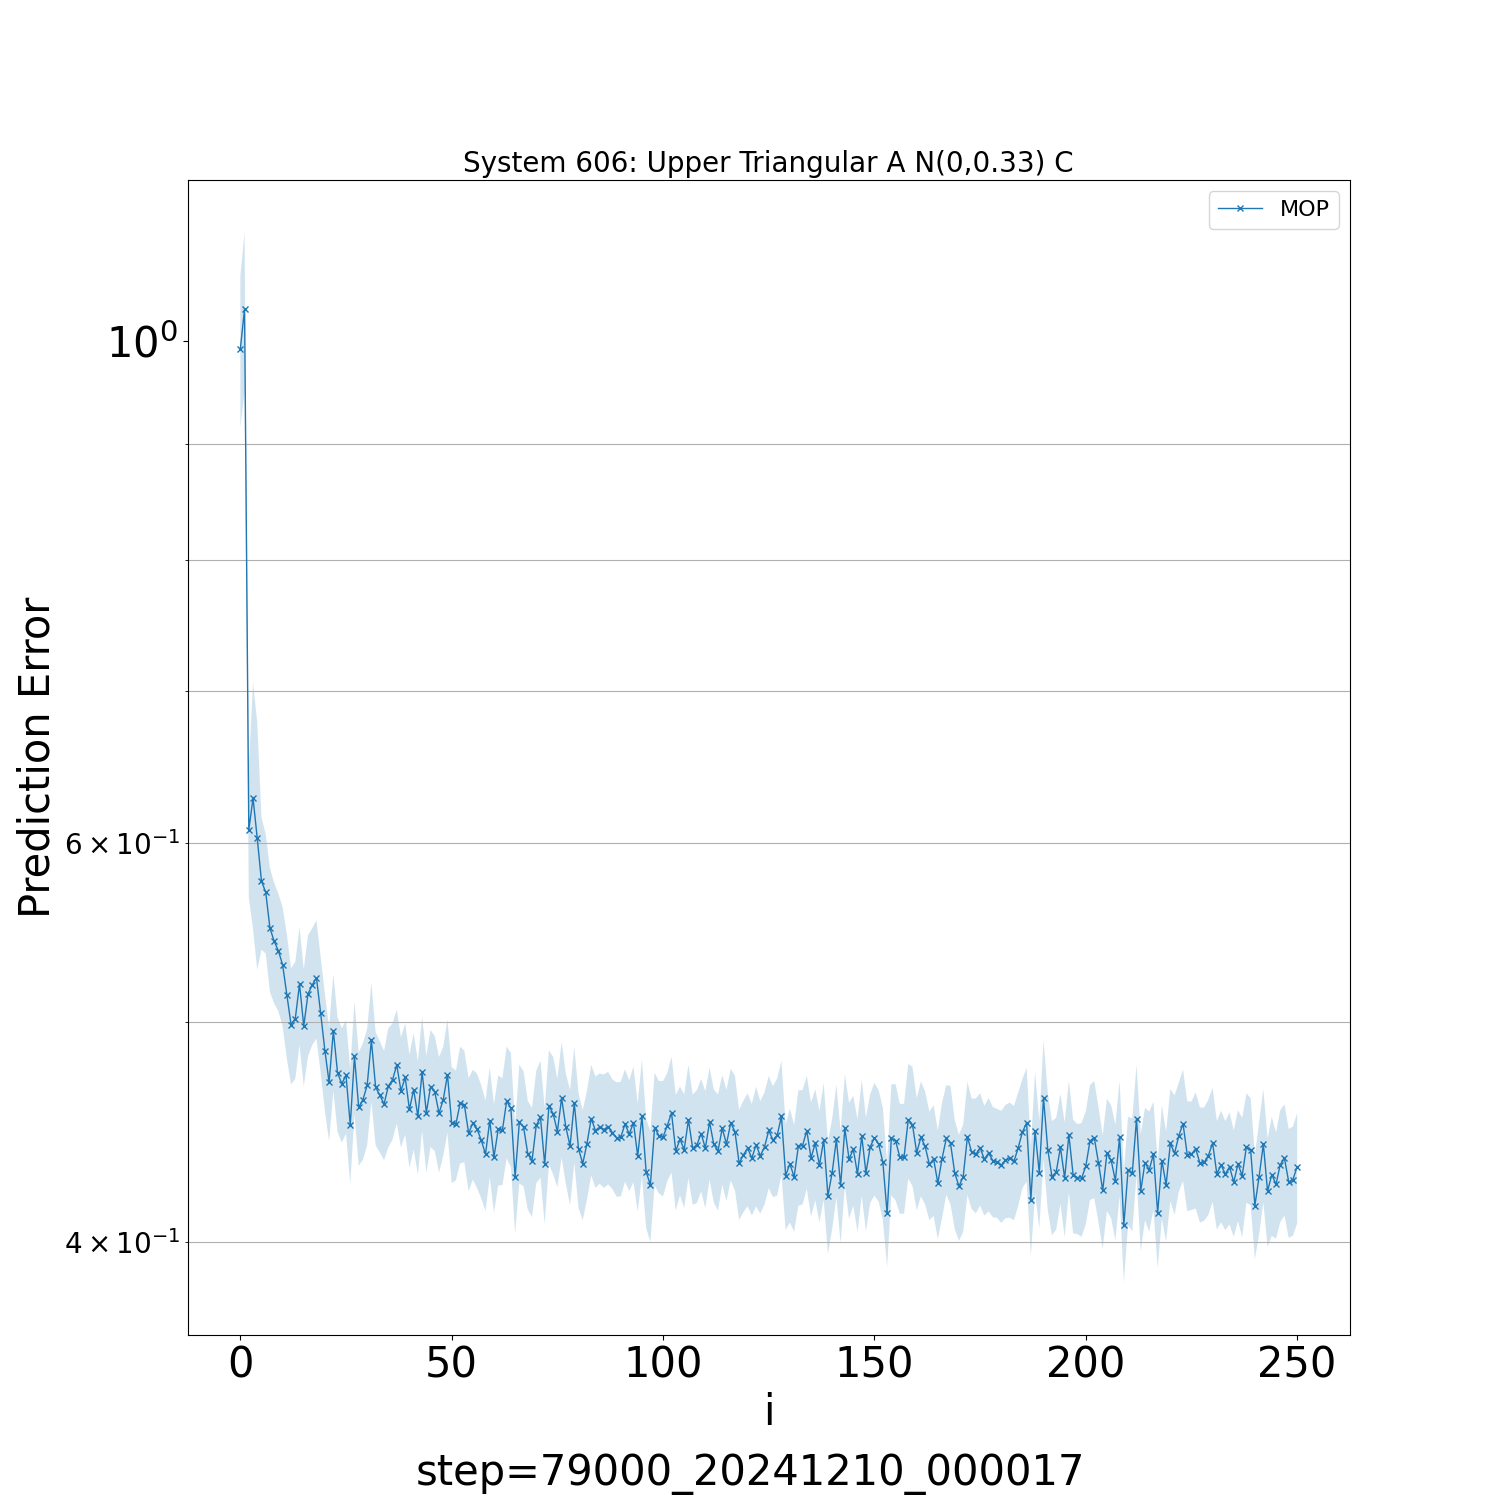 System 606: Upper Triangular A N(0,0.33) C
MOP
10⁰
6 × 10⁻¹
4 × 10⁻¹
Prediction Error
0 50 100 150 200 250
i
step=79000_20241210_000017